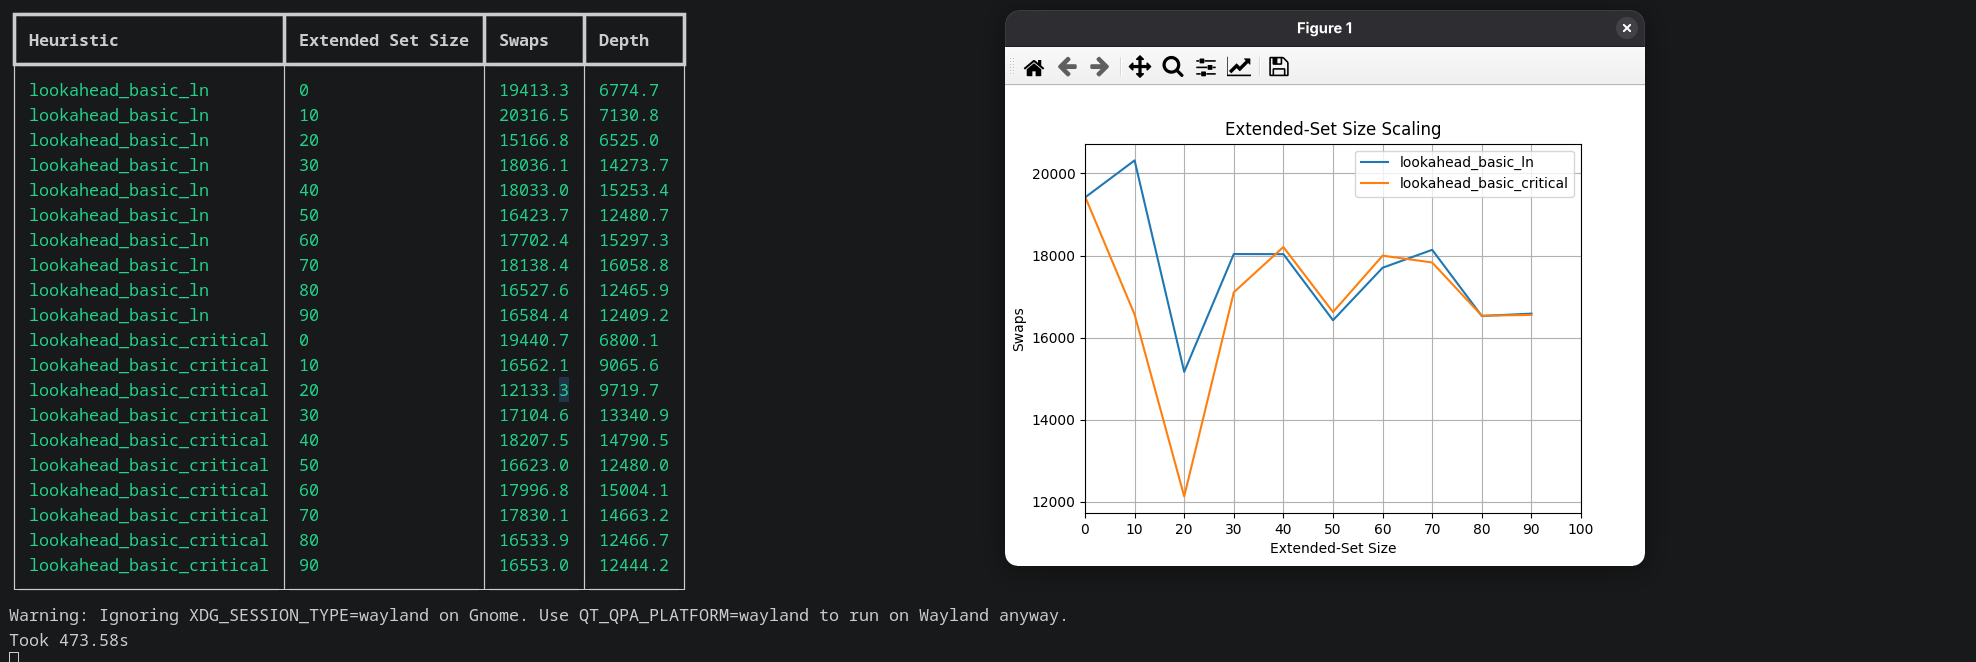 Heuristic Extended Set Size Swaps Depth
lookahead_basic_ln 0 19413.3 6774.7
lookahead_basic_ln 10 20316.5 7130.8
lookahead_basic_ln 20 15166.8 6525.0
lookahead_basic_ln 30 18036.1 14273.7
lookahead_basic_ln 40 18033.0 15253.4
lookahead_basic_ln 50 16423.7 12480.7
lookahead_basic_ln 60 17702.4 15297.3
lookahead_basic_ln 70 18138.4 16058.8
lookahead_basic_ln 80 16527.6 12465.9
lookahead_basic_ln 90 16584.4 12409.2
lookahead_basic_critical 0 19440.7 6800.1
lookahead_basic_critical 10 16562.1 9065.6
lookahead_basic_critical 20 12133.3 9719.7
lookahead_basic_critical 30 17104.6 13340.9
lookahead_basic_critical 40 18207.5 14790.5
lookahead_basic_critical 50 16623.0 12480.0
lookahead_basic_critical 60 17996.8 15004.1
lookahead_basic_critical 70 17830.1 14663.2
lookahead_basic_critical 80 16533.9 12466.7
lookahead_basic_critical 90 16553.0 12444.2
Warning: Ignoring XDG_SESSION_TYPE=wayland on Gnome. Use QT_QPA_PLATFORM=wayland to run on Wayland anyway.
Took 473.58s
Figure 1
Extended-Set Size Scaling
lookahead_basic_ln
lookahead_basic_critical
20000
18000
16000
14000
12000
Swaps
0 10 20 30 40 50 60 70 80 90 100
Extended-Set Size